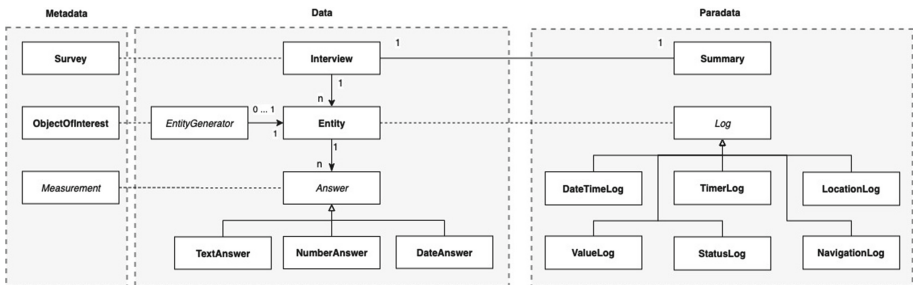 Metadata
Data
Paradata
Survey
Interview
1
1
Summary
1
n
ObjectOfInterest
EntityGenerator
0 ... 1
1
Entity
Log
1
n
Measurement
Answer
DateTimeLog
TimerLog
LocationLog
TextAnswer
NumberAnswer
DateAnswer
ValueLog
StatusLog
NavigationLog